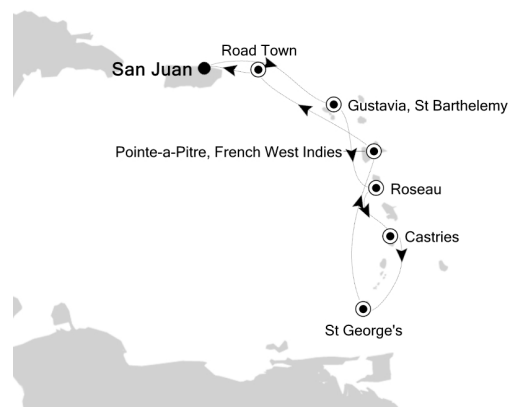 Road Town
San Juan
Gustavia, St Barthelemy
Pointe-a-Pitre, French West Indies
Roseau
Castries
St George's